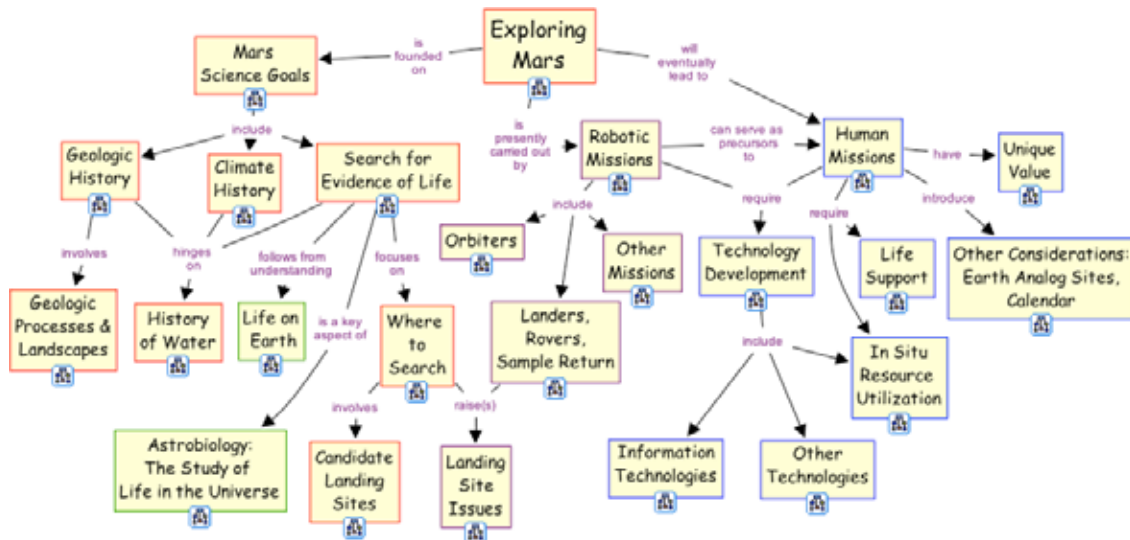 Exploring
Mars
is
founded
on
Mars
Science Goals
will
eventually
lead to
include
is
presently
carried out
by
Robotic
Missions
can serve as
precursors
to
Human
Missions
have
Unique
Value
Geologic
History
Climate
History
Search for
Evidence of Life
include
require
require
introduce
Orbiters
Other
Missions
Technology
Development
Life
Support
Other Considerations:
Earth Analog Sites,
Calendar
involves
hinges
on
follows from
understanding
focuses
on
Geologic
Processes &
Landscapes
History
of Water
Life on
Earth
is a key
aspect of
Where
to
Search
Landers,
Rovers,
Sample Return
include
In Situ
Resource
Utilization
involves
raise(s)
Astrobiology:
The Study of
Life in the Universe
Candidate
Landing
Sites
Landing
Site
Issues
Information
Technologies
Other
Technologies